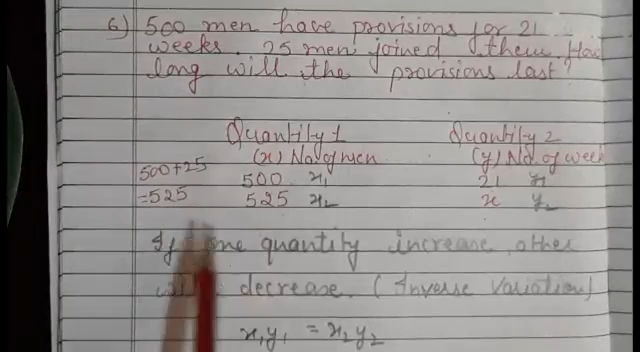 6) 500 men have provisions for 21
weeks. 25 men joined them. How
long will the provisions last?
Quantity 1 Quantity 2
(x) No. of men (y) No. of week
500+25 500 x₁ 21 y₁
=525 525 x₂ x y₂
If one quantity increase, other
will decrease. (Inverse Variation)
x₁y₁ = x₂y₂